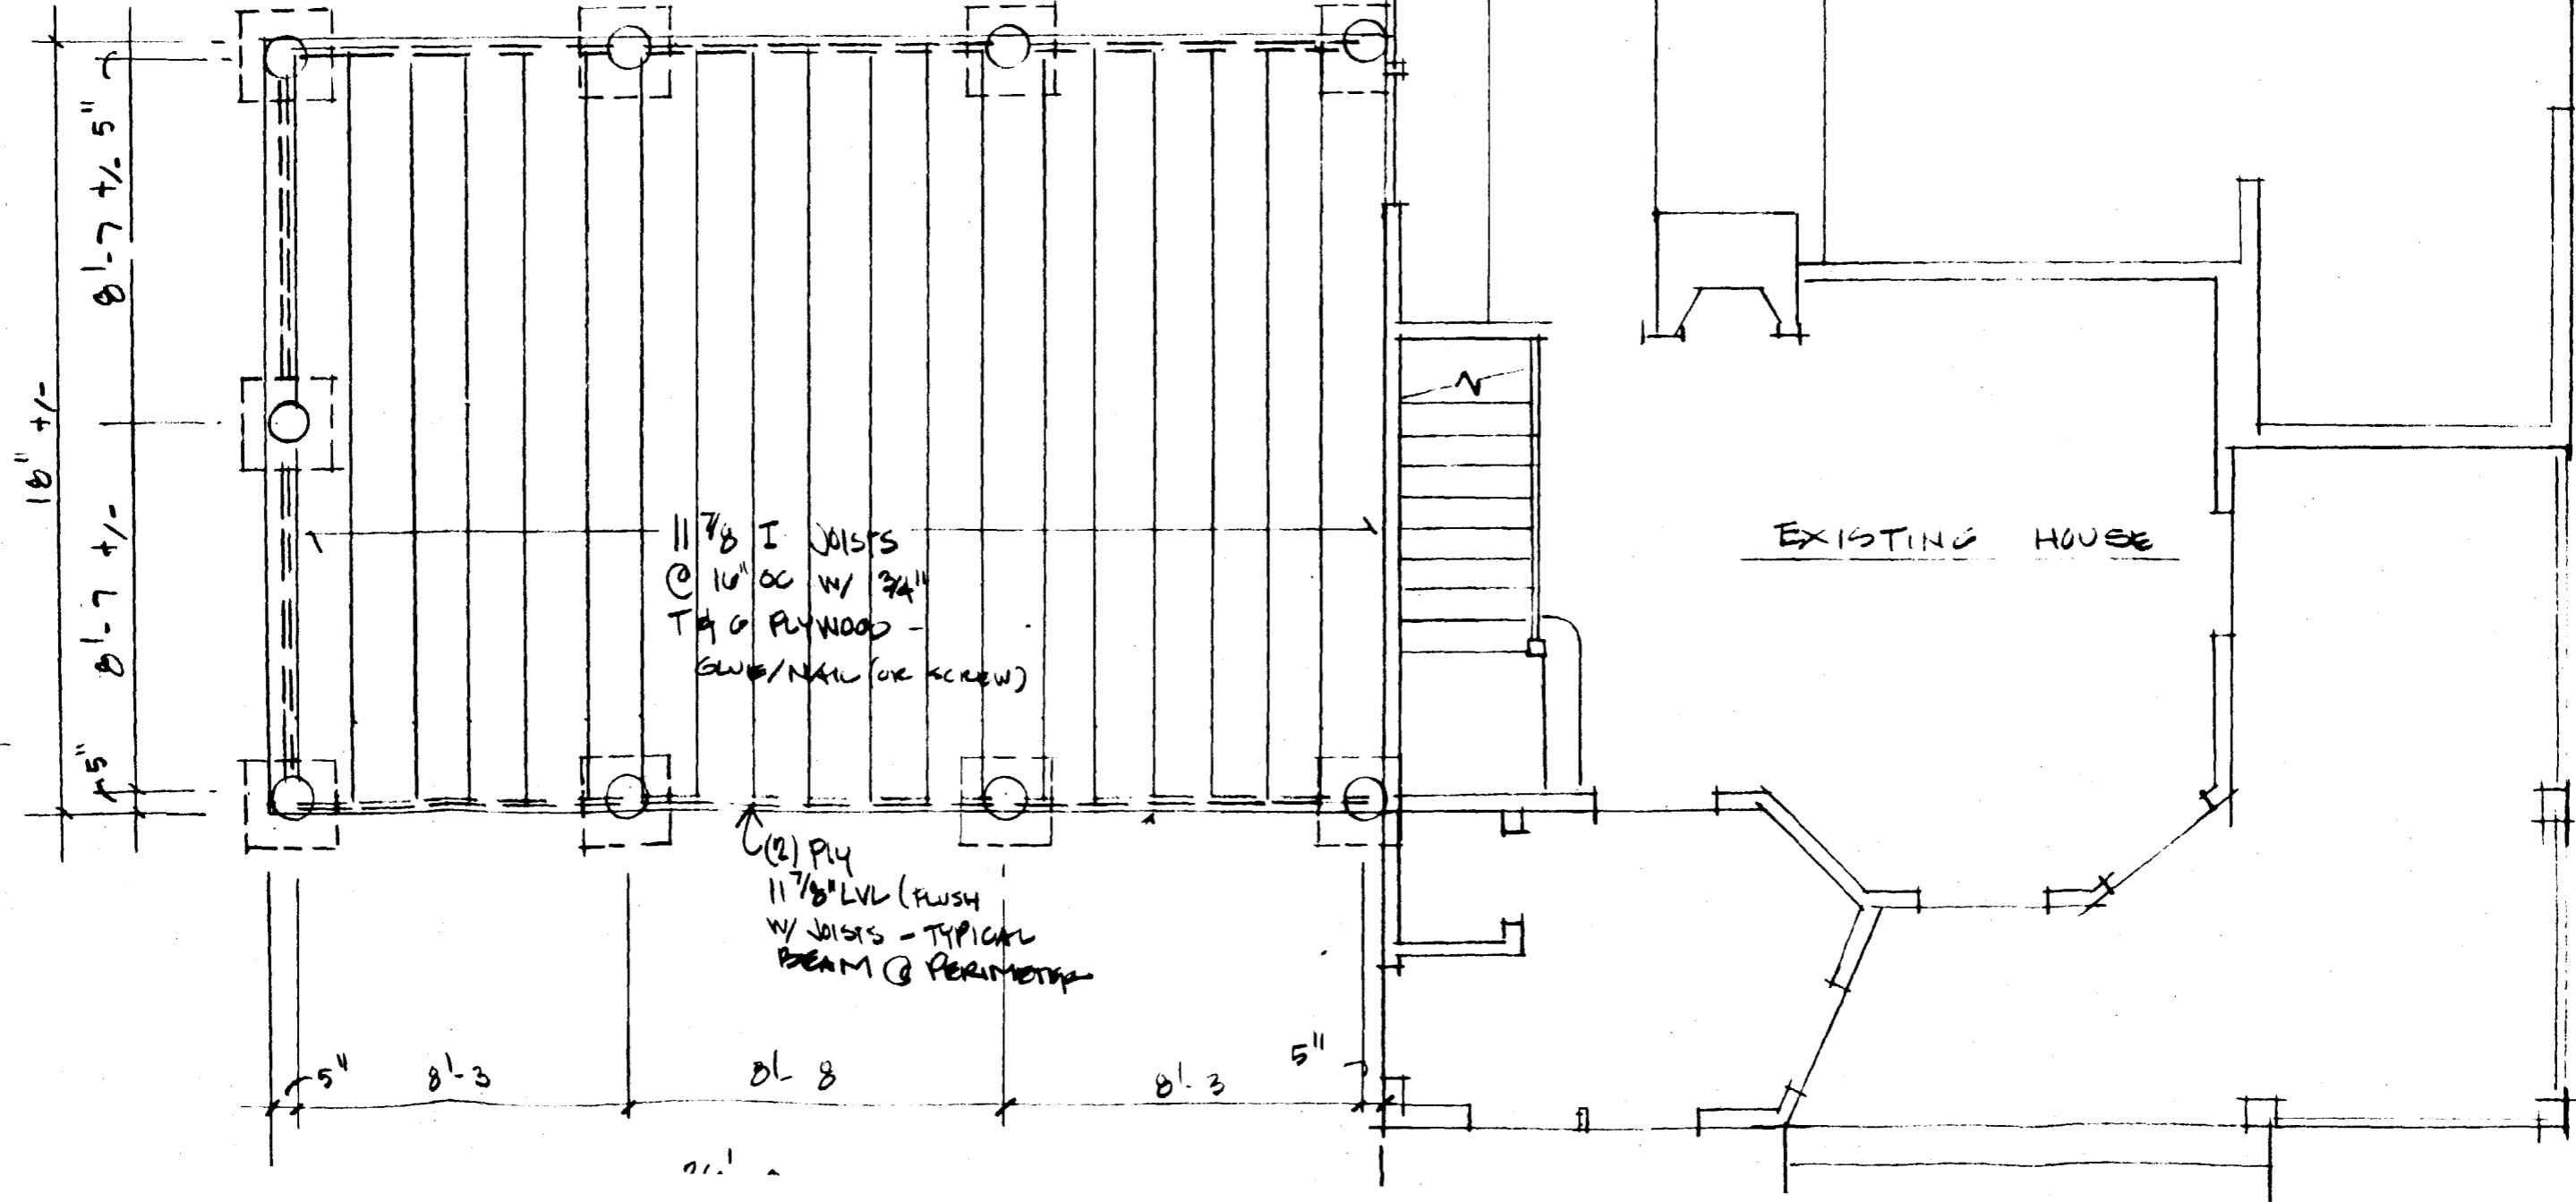 5"
8'-7 +/-
18" +/-
8'-7 +/-
5"
11 7/8 I JOISTS
@ 16" OC W/ 3/4"
T & G PLYWOOD -
GLUE/NAIL (OR SCREW)
EXISTING HOUSE
(2) PLY
11 7/8" LVL (FLUSH
W/ JOISTS - TYPICAL
BEAM @ PERIMETER
5"
8'-3
8'-8
8'-3
5"